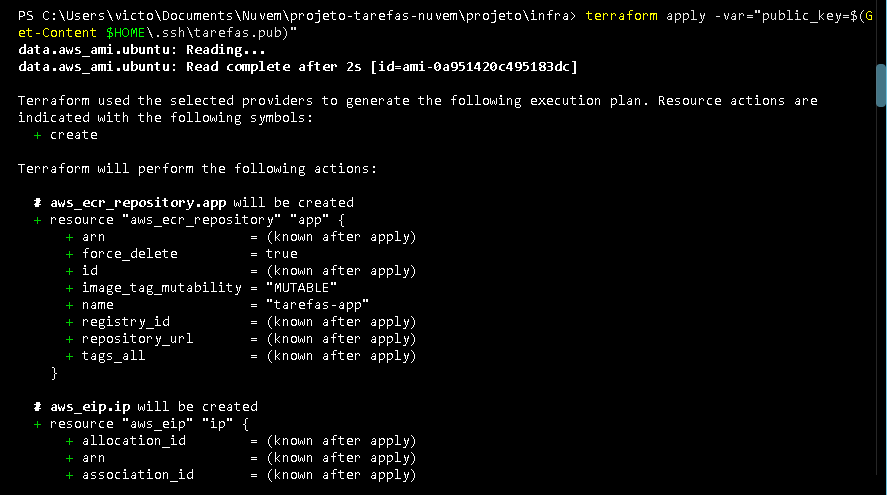 PS C:\Users\victo\Documents\Nuvem\projeto-tarefas-nuvem\projeto\infra> terraform apply -var="public_key=$(G
et-Content $HOME\.ssh\tarefas.pub)"
data.aws_ami.ubuntu: Reading...
data.aws_ami.ubuntu: Read complete after 2s [id=ami-0a951420c495183dc]
Terraform used the selected providers to generate the following execution plan. Resource actions are
indicated with the following symbols:
  + create
Terraform will perform the following actions:
  # aws_ecr_repository.app will be created
  + resource "aws_ecr_repository" "app" {
      + arn                  = (known after apply)
      + force_delete         = true
      + id                   = (known after apply)
      + image_tag_mutability = "MUTABLE"
      + name                 = "tarefas-app"
      + registry_id          = (known after apply)
      + repository_url       = (known after apply)
      + tags_all             = (known after apply)
    }
  # aws_eip.ip will be created
  + resource "aws_eip" "ip" {
      + allocation_id        = (known after apply)
      + arn                  = (known after apply)
      + association_id       = (known after apply)